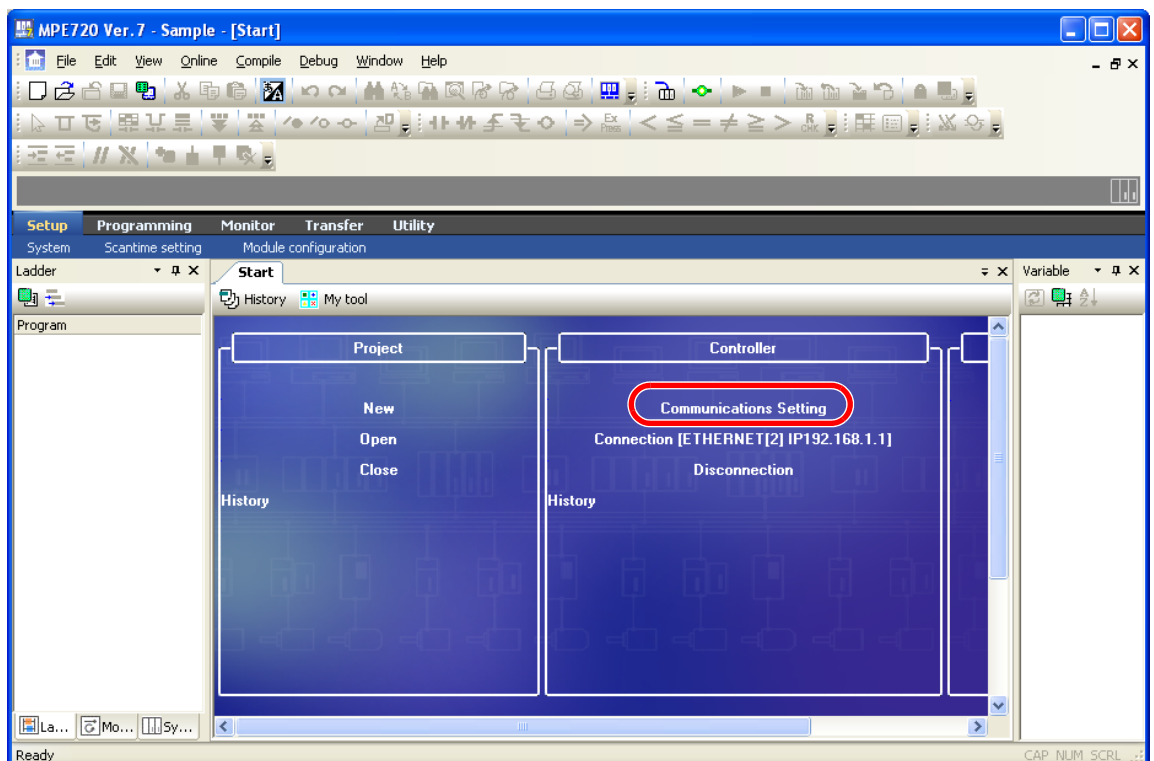 MPE720 Ver.7 - Sample - [Start]
File Edit View Online Compile Debug Window Help
Setup Programming Monitor Transfer Utility
System Scantime setting Module configuration
Ladder
Start
Variable
History My tool
Program
Project
Controller
New
Communications Setting
Open
Connection [ETHERNET[2] IP192.168.1.1]
Close
Disconnection
History
History
La... Mo... Sy...
Ready
CAP NUM SCRL